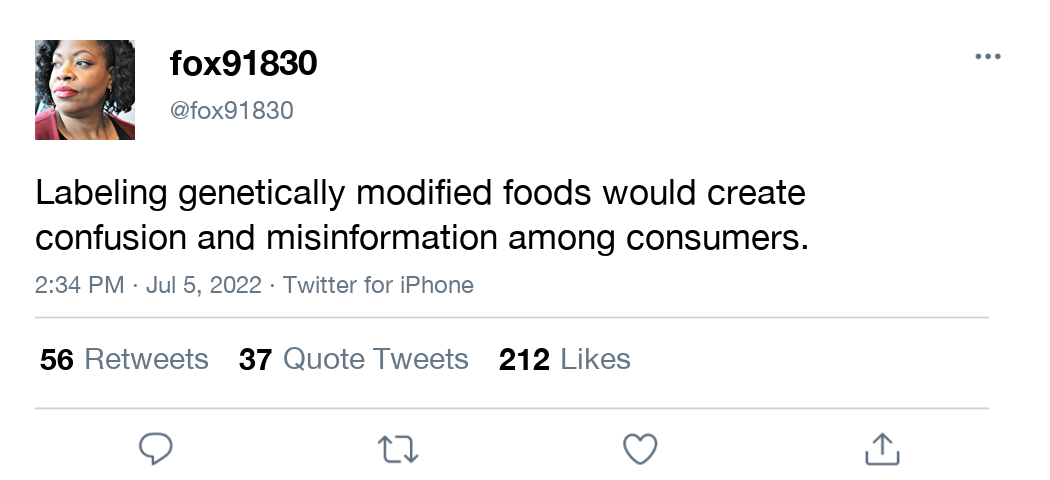 fox91830
@fox91830
Labeling genetically modified foods would create
confusion and misinformation among consumers.
2:34 PM · Jul 5, 2022 · Twitter for iPhone
56 Retweets 37 Quote Tweets 212 Likes